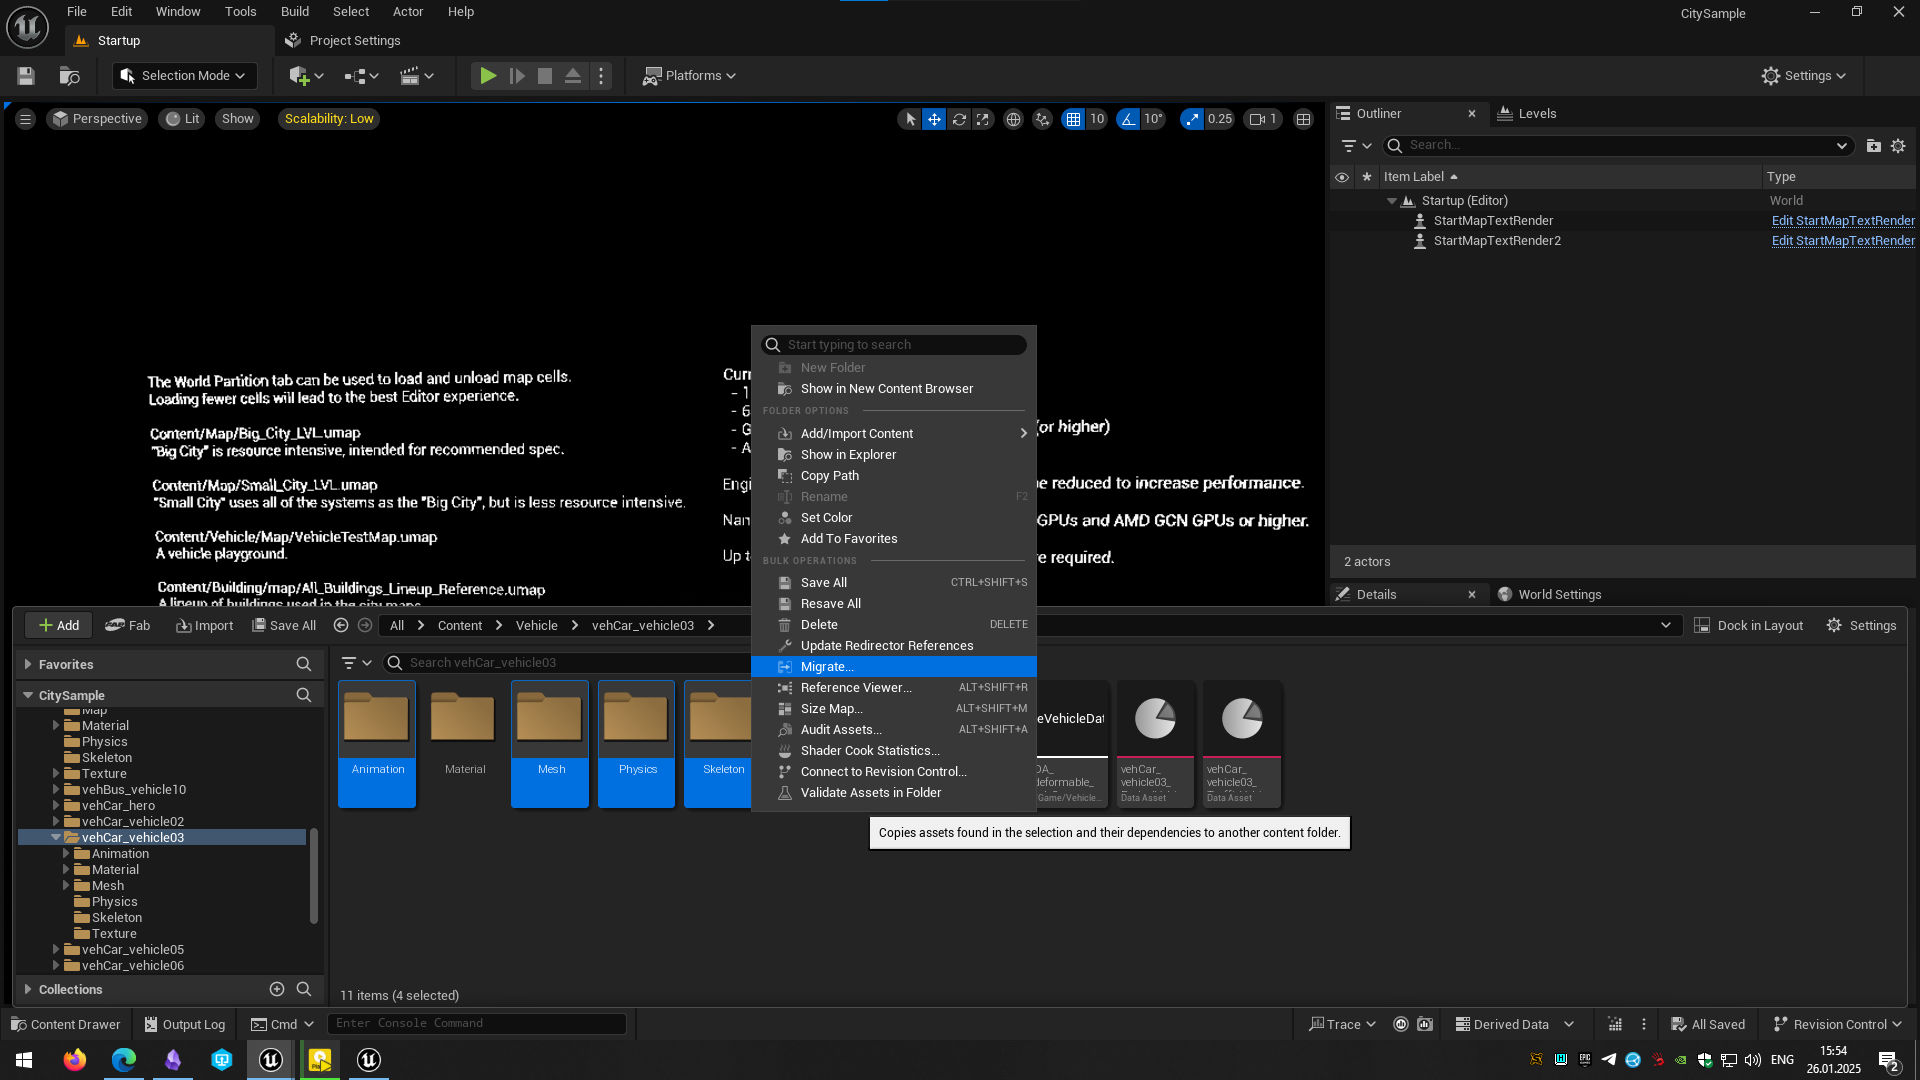 File Edit Window Tools Build Select Actor Help
CitySample
Startup
Project Settings
Selection Mode
Platforms
Settings
Perspective Lit Show Scalability: Low
10 10° 0.25 1
The World Partition tab can be used to load and unload map cells.
Loading fewer cells will lead to the best Editor experience.
Content/Map/Big_City_LVL.umap
"Big City" is resource intensive, intended for recommended spec.
Content/Map/Small_City_LVL.umap
"Small City" uses all of the systems as the "Big City", but is less resource intensive.
Content/Vehicle/Map/VehicleTestMap.umap
A vehicle playground.
Content/Building/map/All_Buildings_Lineup_Reference.umap
A lineup of buildings used in the city maps
Curr
- 1
- 6
- G
(or higher)
- A
Engi
e reduced to increase performance.
Nan
GPUs and AMD GCN GPUs or higher.
Up t
e required.
Start typing to search
New Folder
Show in New Content Browser
FOLDER OPTIONS
Add/Import Content
Show in Explorer
Copy Path
Rename F2
Set Color
Add To Favorites
BULK OPERATIONS
Save All CTRL+SHIFT+S
Resave All
Delete DELETE
Update Redirector References
Migrate...
Reference Viewer... ALT+SHIFT+R
Size Map... ALT+SHIFT+M
Audit Assets... ALT+SHIFT+A
Shader Cook Statistics...
Connect to Revision Control...
Validate Assets in Folder
Copies assets found in the selection and their dependencies to another content folder.
Outliner
Levels
Search...
Item Label
Type
Startup (Editor) World
StartMapTextRender Edit StartMapTextRender
StartMapTextRender2 Edit StartMapTextRender
2 actors
Details
World Settings
Add Fab Import Save All
All Content Vehicle vehCar_vehicle03
Dock in Layout
Settings
Favorites
CitySample
Map
Material
Physics
Skeleton
Texture
vehBus_vehicle10
vehCar_hero
vehCar_vehicle02
vehCar_vehicle03
Animation
Material
Mesh
Physics
Skeleton
Texture
vehCar_vehicle05
vehCar_vehicle06
Collections
Search vehCar_vehicle03
Animation
Material
Mesh
Physics
Skeleton
eVehicleDat
DA_
deformable_
Game/Vehicle...
vehCar_
vehicle03_
Data Asset
vehCar_
vehicle03_
Data Asset
11 items (4 selected)
Content Drawer
Output Log
Cmd
Enter Console Command
Trace
Derived Data
All Saved
Revision Control
ENG
15:54
26.01.2025
2